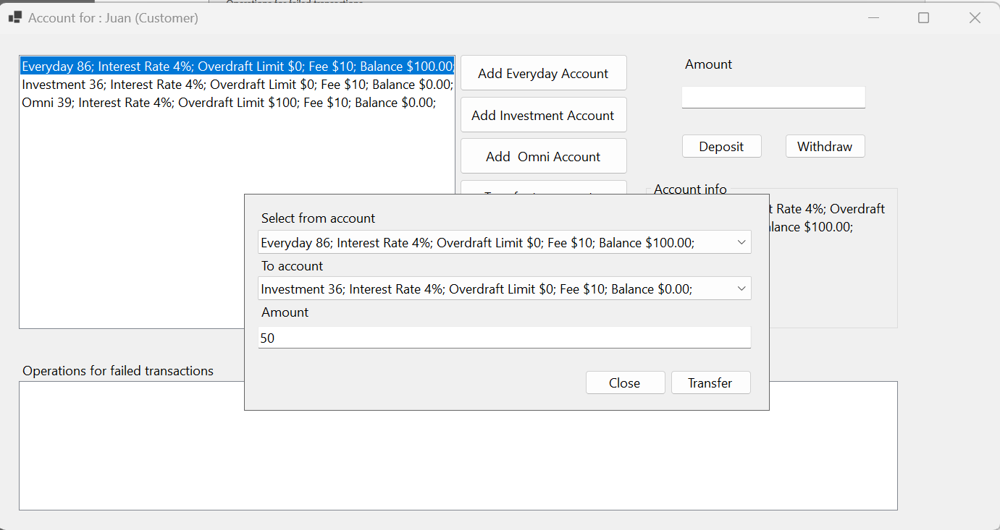 Account for : Juan (Customer)
Everyday 86; Interest Rate 4%; Overdraft Limit $0; Fee $10; Balance $100.00;
Investment 36; Interest Rate 4%; Overdraft Limit $0; Fee $10; Balance $0.00;
Omni 39; Interest Rate 4%; Overdraft Limit $100; Fee $10; Balance $0.00;
Add Everyday Account
Add Investment Account
Add  Omni Account
Amount
Deposit
Withdraw
Account info
Rate 4%; Overdraft
$100.00;
Select from account
Everyday 86; Interest Rate 4%; Overdraft Limit $0; Fee $10; Balance $100.00;
To account
Investment 36; Interest Rate 4%; Overdraft Limit $0; Fee $10; Balance $0.00;
Amount
50
Close
Transfer
Operations for failed transactions